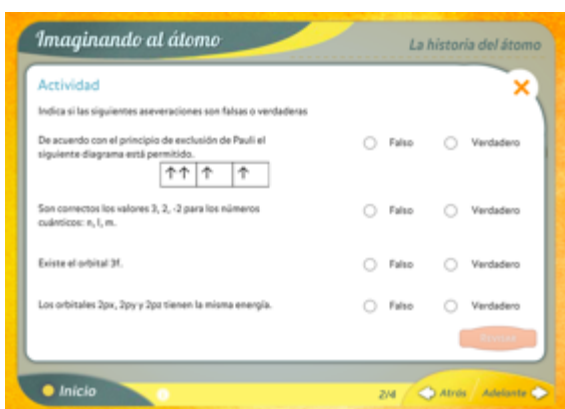 Imaginando al átomo
La historia del átomo
Actividad
Indica si las siguientes aseveraciones son falsas o verdaderas
De acuerdo con el principio de exclusión de Pauli el
siguiente diagrama está permitido.
Falso Verdadero
↑↑ ↑ ↑
Son correctos los valores 3, 2, -2 para los números
cuánticos: n, l, m.
Falso Verdadero
Existe el orbital 3f.
Falso Verdadero
Los orbitales 2px, 2py y 2pz tienen la misma energía.
Falso Verdadero
Inicio
2/4 Atrás Adelante